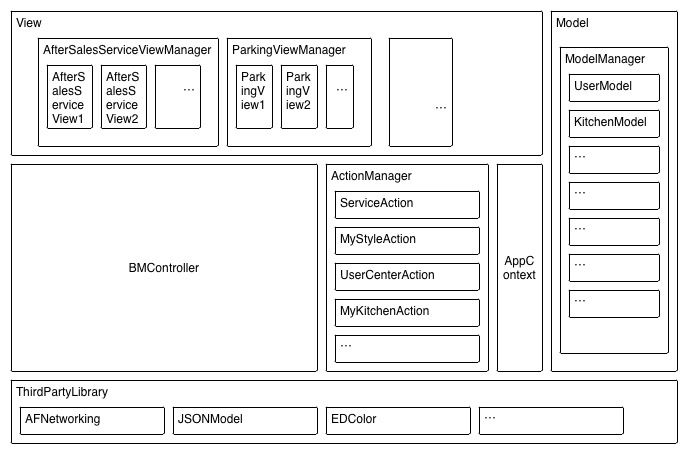 View
AfterSalesServiceViewManager
AfterS
alesS
ervice
View1
AfterS
alesS
ervice
View2
…
ParkingViewManager
Park
ingV
iew1
Park
ingV
iew2
…
…
Model
ModelManager
UserModel
KitchenModel
…
…
…
…
…
BMController
ActionManager
ServiceAction
MyStyleAction
UserCenterAction
MyKitchenAction
…
AppC
ontext
ThirdPartyLibrary
AFNetworking
JSONModel
EDColor
…